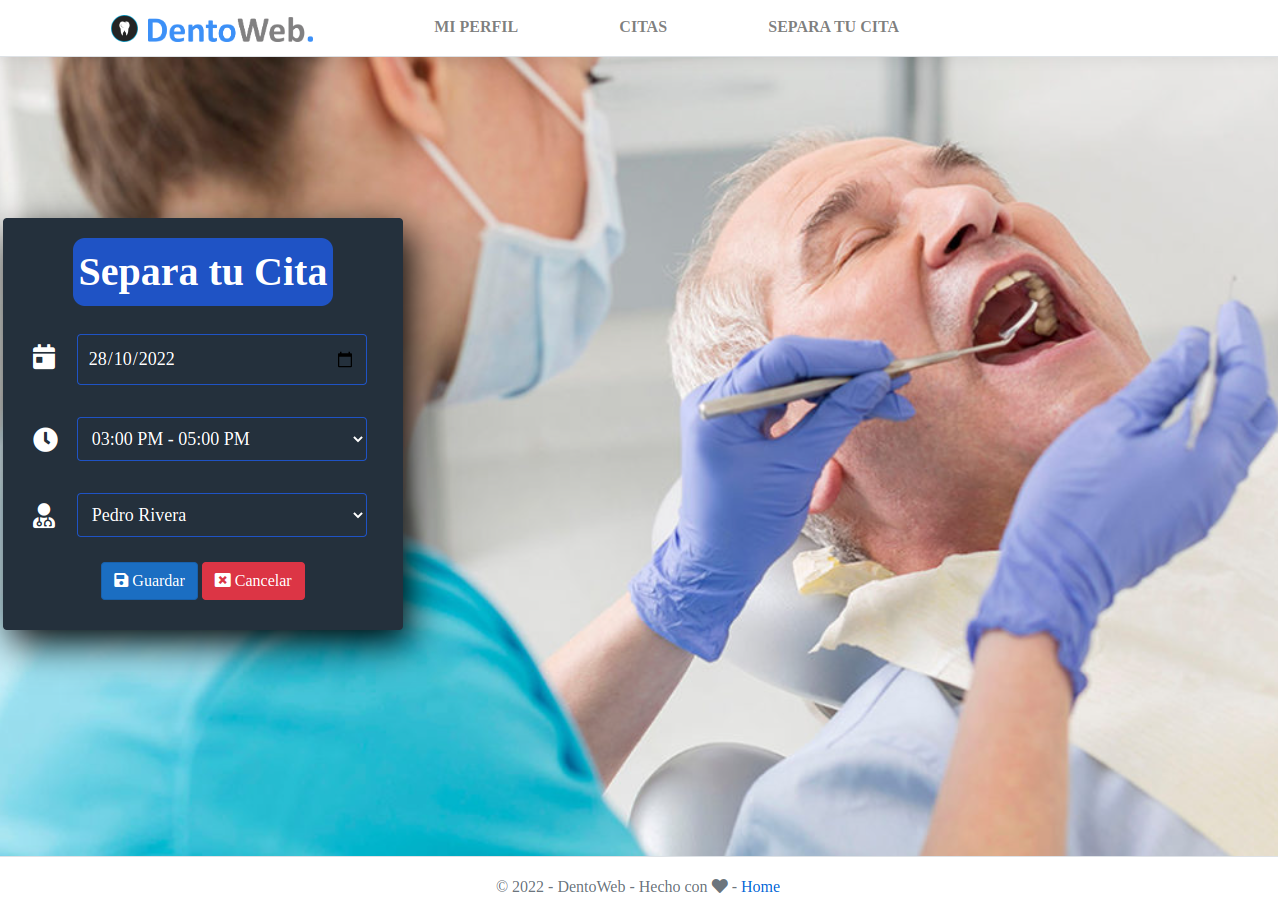 DentoWeb.
MI PERFIL
CITAS
SEPARA TU CITA
Separa tu Cita
28/10/2022
03:00 PM - 05:00 PM
Pedro Rivera
Guardar
Cancelar
© 2022 - DentoWeb - Hecho con - Home